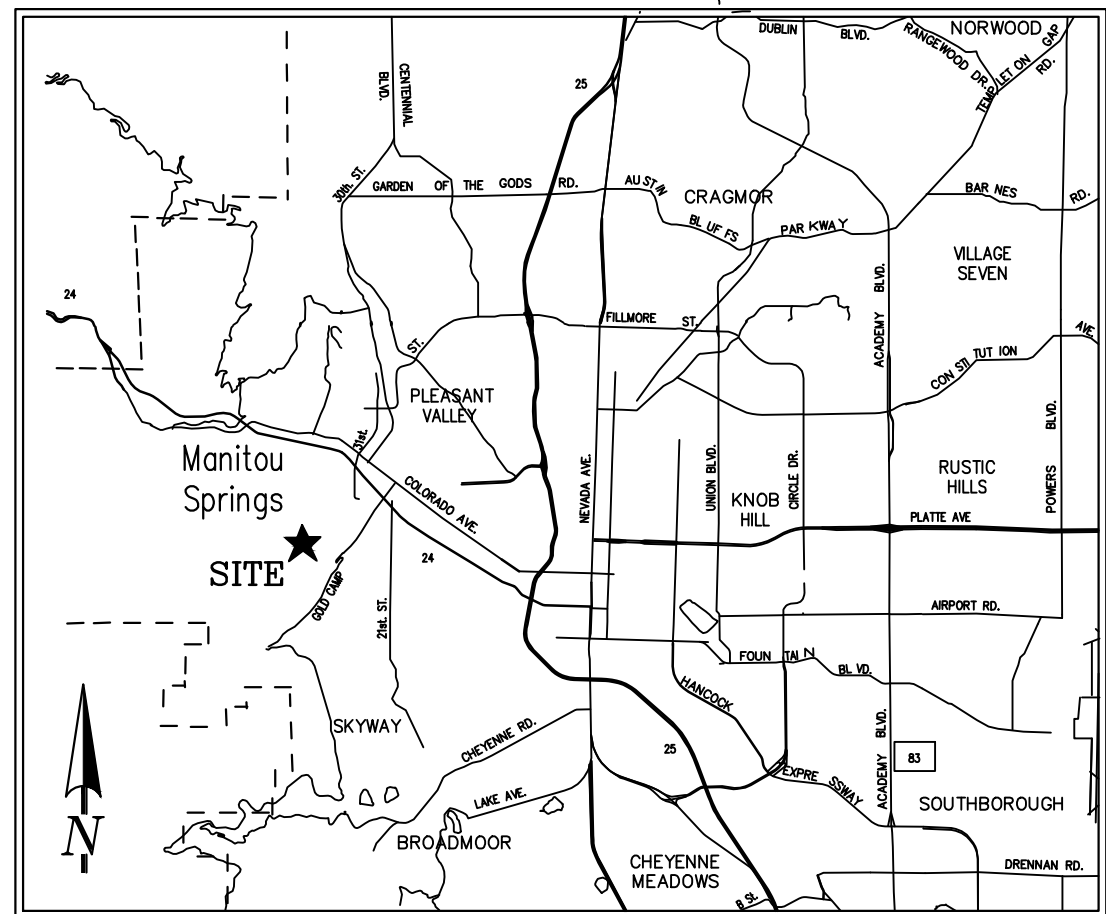 NORWOOD
DUBLIN BLVD.
RANGEWOOD DR.
TEMPLETON GAP RD.
CENTENNIAL BLVD.
25
30th. ST.
GARDEN OF THE GODS RD.
AUSTIN BLUFFS PARKWAY
CRAGMOR
BARNES RD.
VILLAGE
SEVEN
24
ACADEMY BLVD.
FILLMORE ST.
ST.
CONSTITUTION AVE.
PLEASANT
VALLEY
31st.
POWERS BLVD.
Manitou
Springs
COLORADO AVE.
NEVADA AVE.
UNION BLVD.
KNOB
HILL
CIRCLE DR.
RUSTIC
HILLS
PLATTE AVE
SITE
24
GOLD CAMP
21st. ST.
AIRPORT RD.
FOUNTAIN BLVD.
HANCOCK EXPRESSWAY
SKYWAY
CHEYENNE RD.
25
ACADEMY BLVD.
83
LAKE AVE.
SOUTHBOROUGH
BROADMOOR
CHEYENNE
MEADOWS
DRENNAN RD.
B St.
N